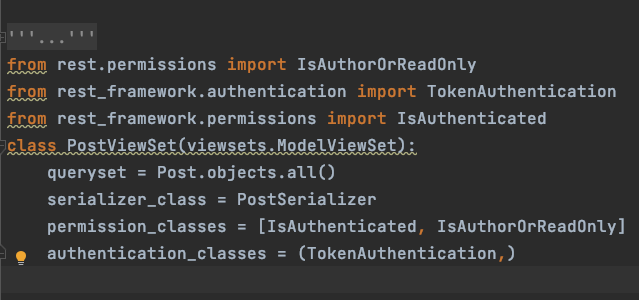 '''...'''
from rest.permissions import IsAuthorOrReadOnly
from rest_framework.authentication import TokenAuthentication
from rest_framework.permissions import IsAuthenticated
class PostViewSet(viewsets.ModelViewSet):
    queryset = Post.objects.all()
    serializer_class = PostSerializer
    permission_classes = [IsAuthenticated, IsAuthorOrReadOnly]
    authentication_classes = (TokenAuthentication,)